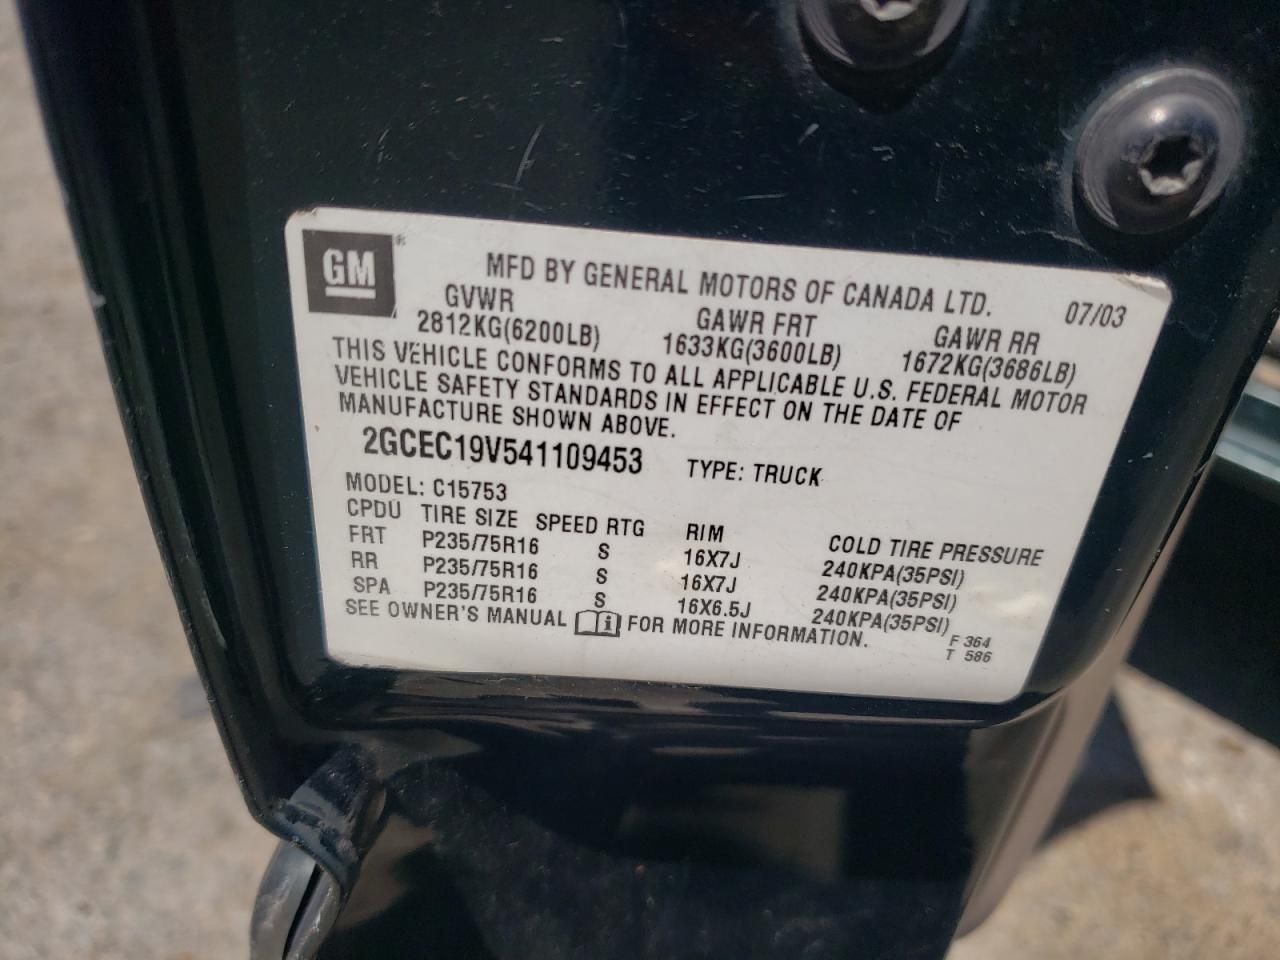 GM®
MFD BY GENERAL MOTORS OF CANADA LTD. 07/03
GVWR GAWR FRT GAWR RR
2812KG(6200LB) 1633KG(3600LB) 1672KG(3686LB)
THIS VEHICLE CONFORMS TO ALL APPLICABLE U.S. FEDERAL MOTOR
VEHICLE SAFETY STANDARDS IN EFFECT ON THE DATE OF
MANUFACTURE SHOWN ABOVE.
2GCEC19V541109453 TYPE: TRUCK
MODEL: C15753
CPDU TIRE SIZE SPEED RTG RIM COLD TIRE PRESSURE
FRT P235/75R16 S 16X7J 240KPA(35PSI)
RR P235/75R16 S 16X7J 240KPA(35PSI)
SPA P235/75R16 S 16X6.5J 240KPA(35PSI)
SEE OWNER'S MANUAL i FOR MORE INFORMATION.
F 364
T 586